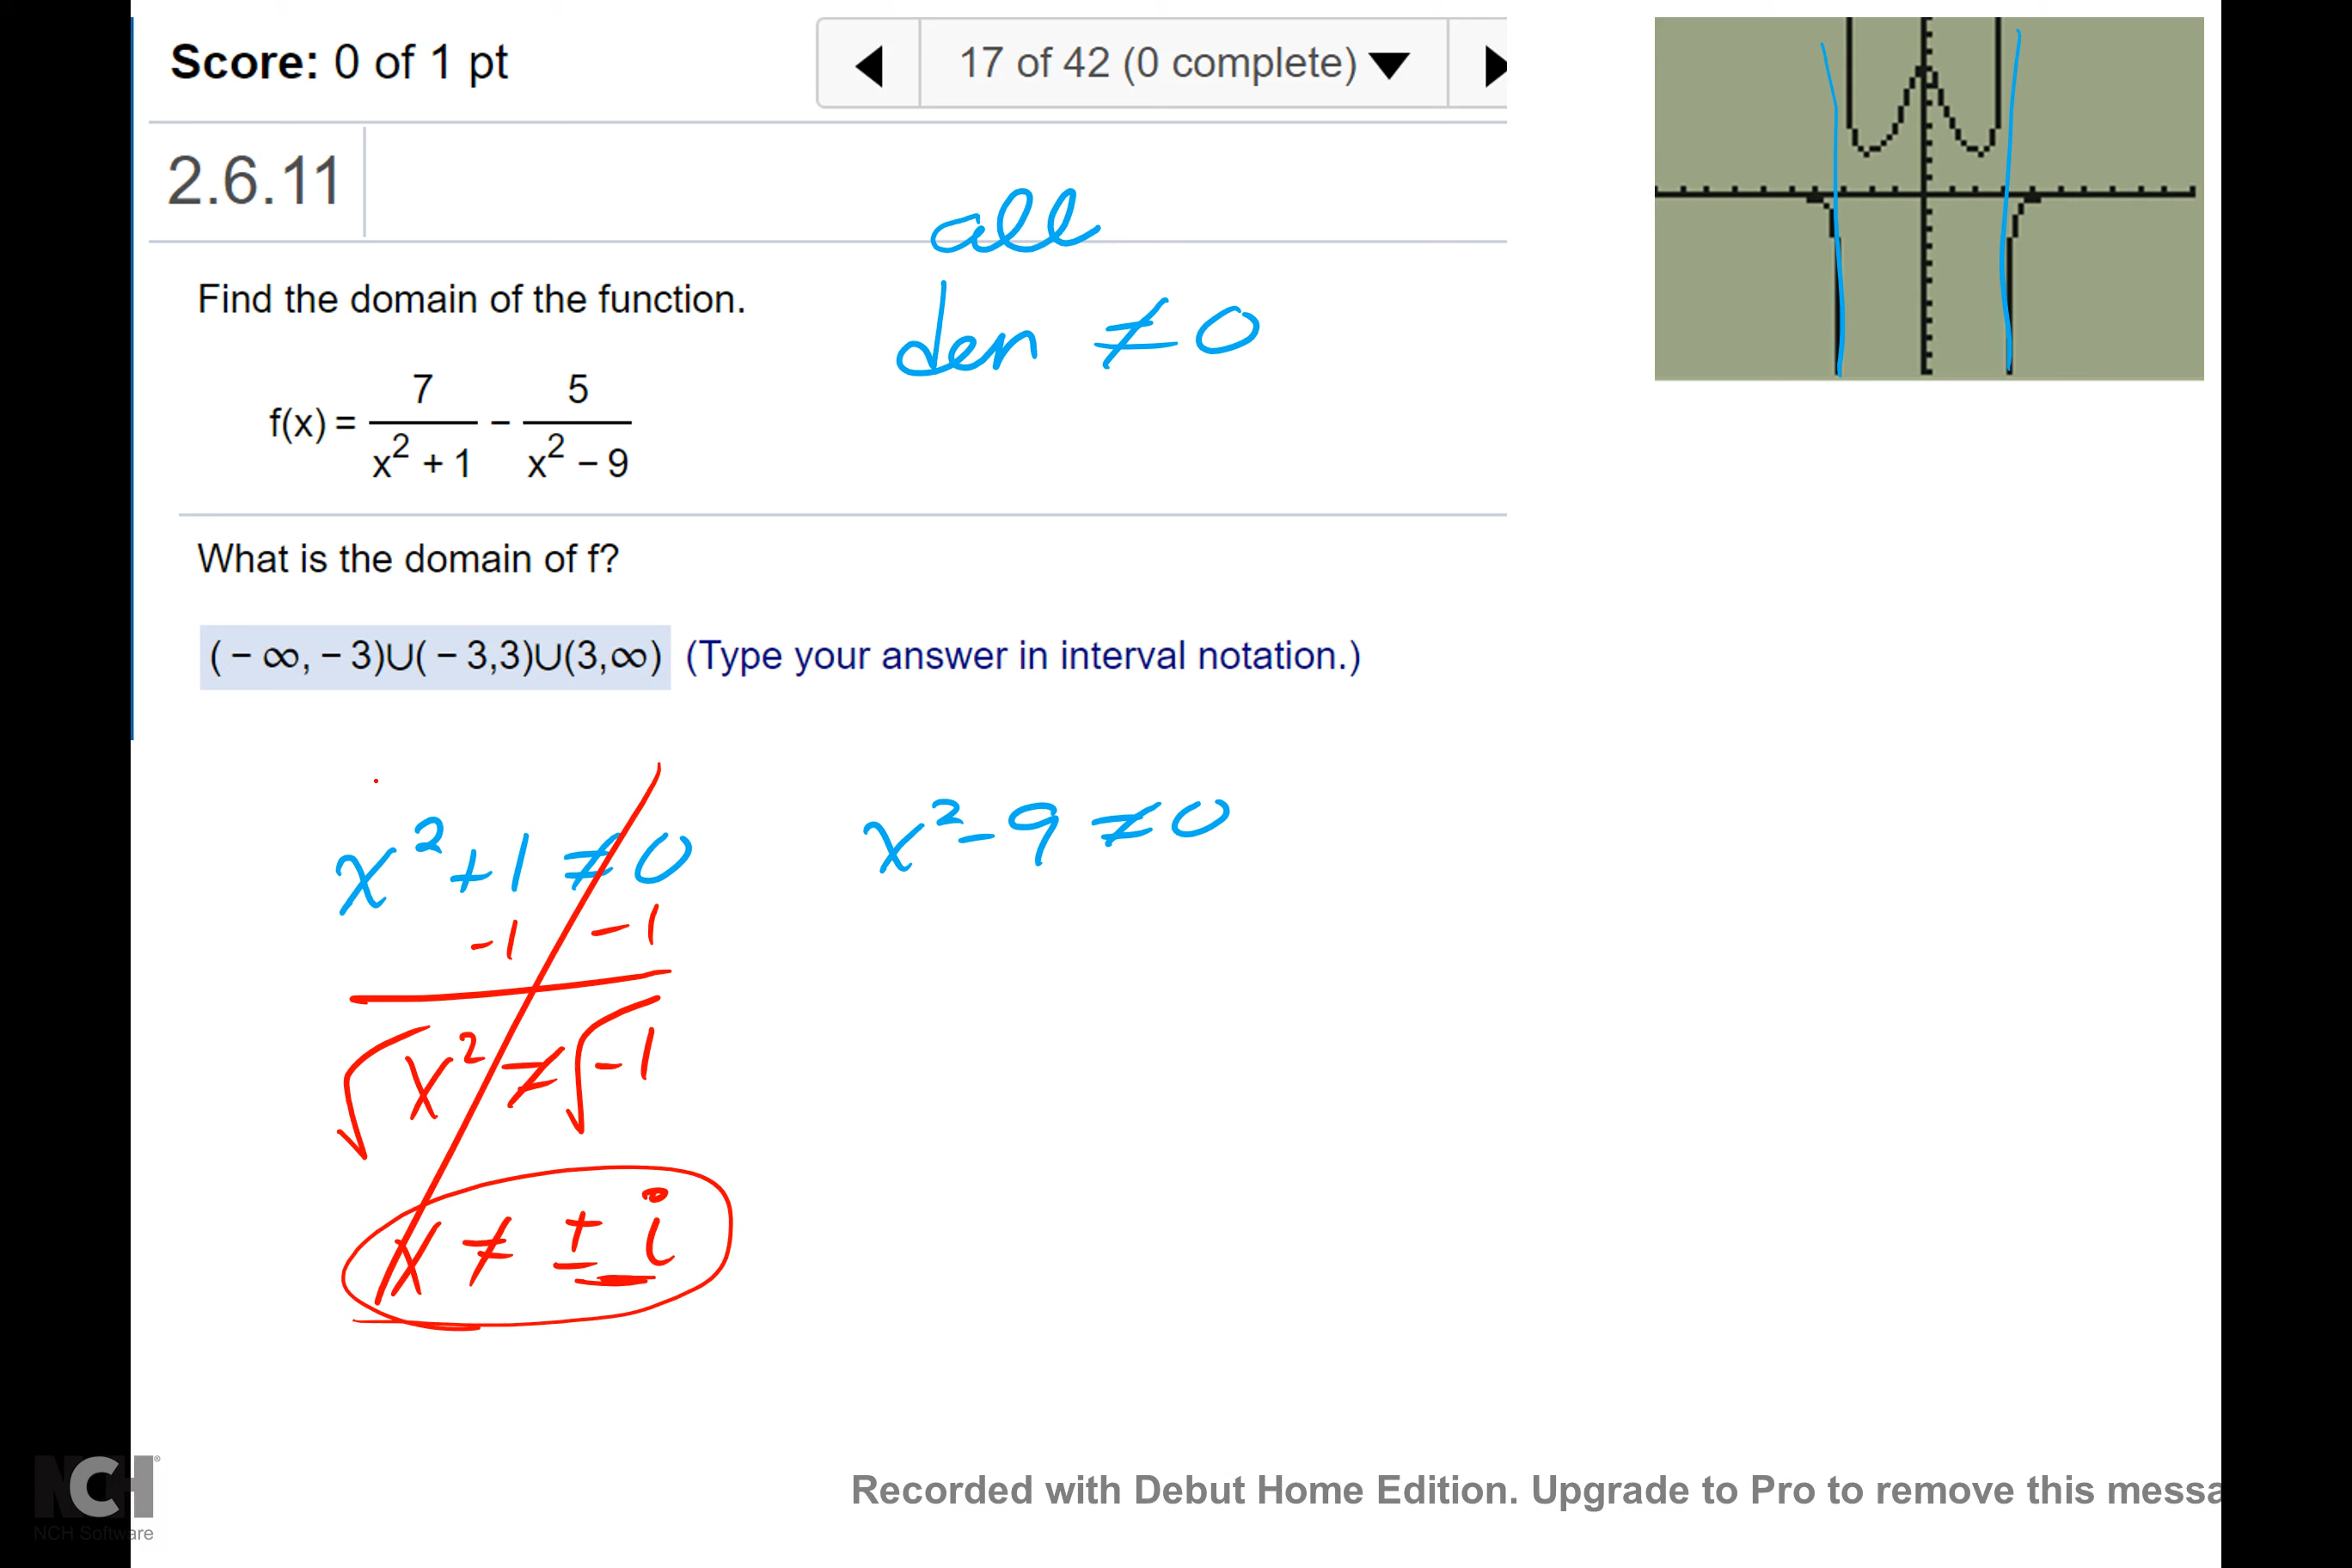 Score: 0 of 1 pt
17 of 42 (0 complete)
2.6.11
all
den ≠ 0
Find the domain of the function.
f(x) = 7/(x² + 1) − 5/(x² − 9)
What is the domain of f?
(−∞, −3)∪(−3,3)∪(3,∞) (Type your answer in interval notation.)
x² + 1 ≠ 0
-1 -1
√x² ≠ √-1
x ≠ ± i
x² - 9 ≠ 0
NCH®
NCH Software
Recorded with Debut Home Edition. Upgrade to Pro to remove this messa